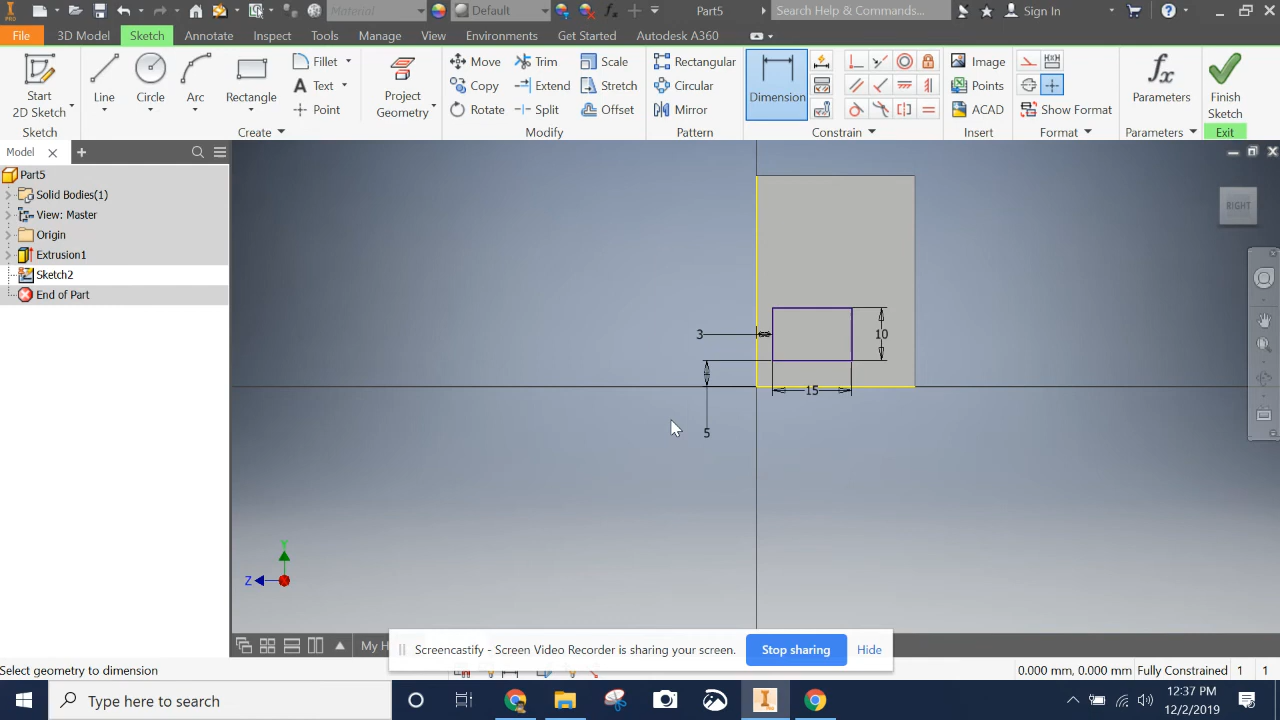 PRO
Material
Default
Part5
Search Help & Commands...
Sign In
File
3D Model
Sketch
Annotate
Inspect
Tools
Manage
View
Environments
Get Started
Autodesk A360
Start
2D Sketch
Line
Circle
Arc
Rectangle
Fillet
Text
Point
Project
Geometry
Move
Copy
Rotate
Trim
Extend
Split
Scale
Stretch
Offset
Rectangular
Circular
Mirror
Dimension
Image
Points
ACAD
Show Format
Parameters
Finish
Sketch
Sketch
Create
Modify
Pattern
Constrain
Insert
Format
Parameters
Exit
Model
Part5
Solid Bodies(1)
View: Master
Origin
Extrusion1
Sketch2
End of Part
RIGHT
3
10
15
5
Y
Z
My H
Screencastify - Screen Video Recorder is sharing your screen.
Stop sharing
Hide
Select geometry to dimension
0.000 mm, 0.000 mm
Fully Constrained
1
1
Type here to search
12:37 PM
12/2/2019